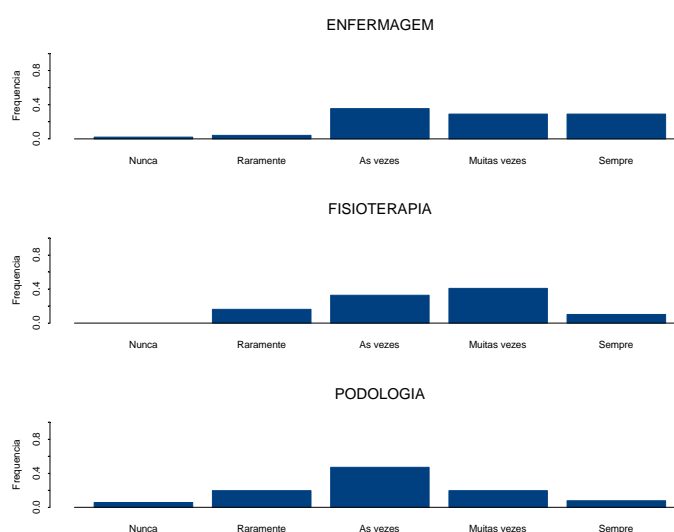 ENFERMAGEM
Frequencia
0.0 0.4 0.8
Nunca Raramente As vezes Muitas vezes Sempre
FISIOTERAPIA
Frequencia
0.0 0.4 0.8
Nunca Raramente As vezes Muitas vezes Sempre
PODOLOGIA
Frequencia
0.0 0.4 0.8
Nunca Raramente As vezes Muitas vezes Sempre